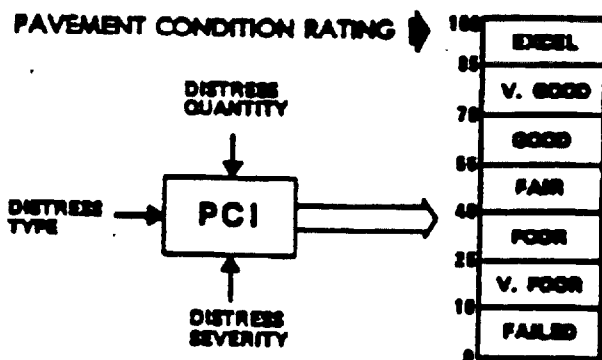 PAVEMENT CONDITION RATING
100
EXCEL
85
V. GOOD
70
GOOD
55
FAIR
40
POOR
25
V. POOR
10
FAILED
0
DISTRESS
QUANTITY
DISTRESS
TYPE
PCI
DISTRESS
SEVERITY